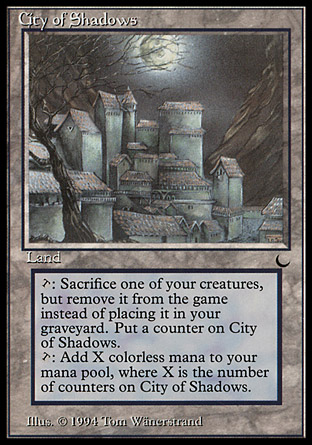 City of Shadows
Land
: Sacrifice one of your creatures,
but remove it from the game
instead of placing it in your
graveyard. Put a counter on City
of Shadows.
: Add X colorless mana to your
mana pool, where X is the number
of counters on City of Shadows.
Illus. © 1994 Tom Wänerstrand